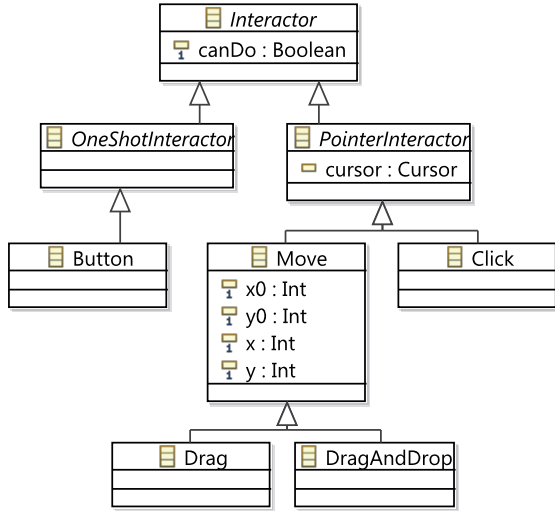 Interactor
canDo : Boolean
OneShotInteractor
PointerInteractor
cursor : Cursor
Button
Move
Click
x0 : Int
y0 : Int
x : Int
y : Int
Drag
DragAndDrop